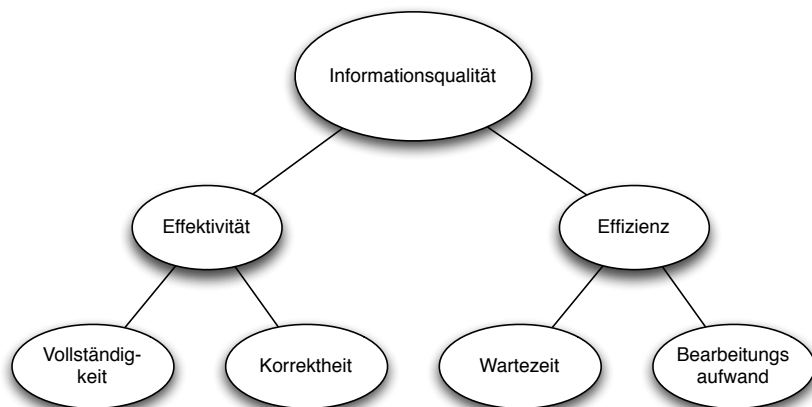 Informationsqualität
Effektivität
Effizienz
Vollständig-
keit
Korrektheit
Wartezeit
Bearbeitungs
aufwand